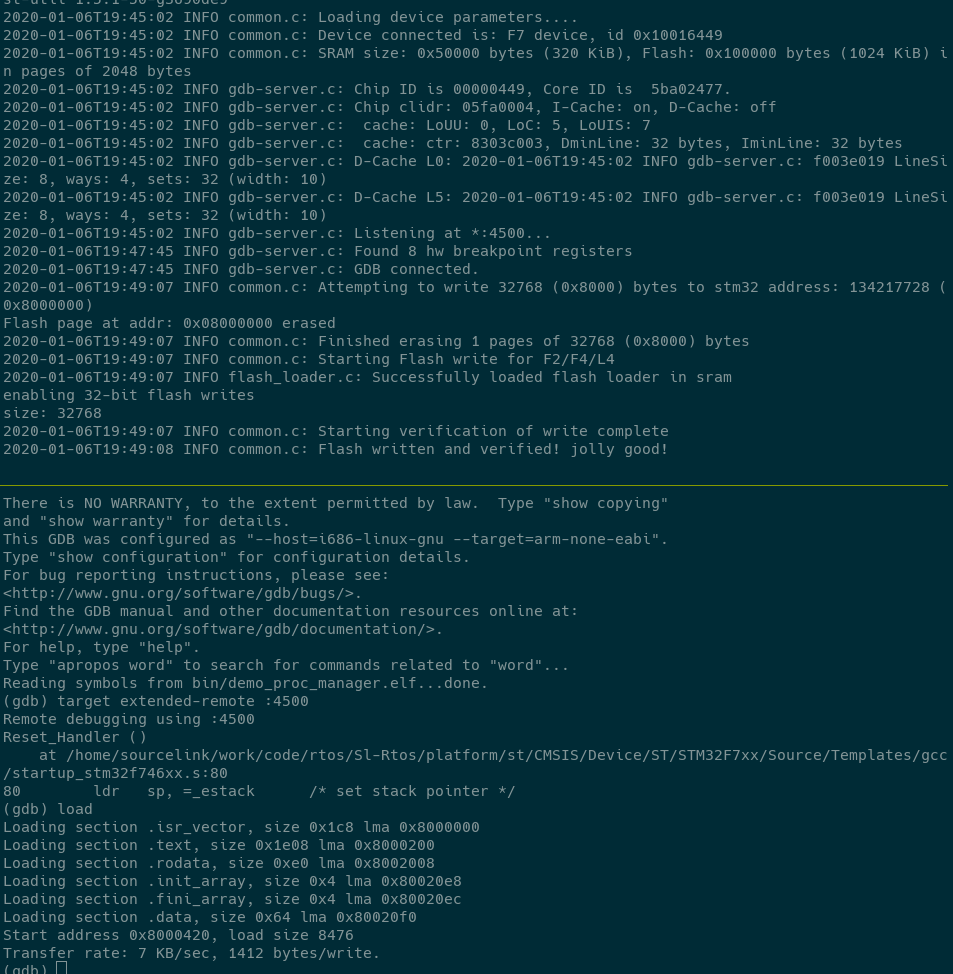 2020-01-06T19:45:02 INFO common.c: Loading device parameters....
2020-01-06T19:45:02 INFO common.c: Device connected is: F7 device, id 0x10016449
2020-01-06T19:45:02 INFO common.c: SRAM size: 0x50000 bytes (320 KiB), Flash: 0x100000 bytes (1024 KiB) i
n pages of 2048 bytes
2020-01-06T19:45:02 INFO gdb-server.c: Chip ID is 00000449, Core ID is  5ba02477.
2020-01-06T19:45:02 INFO gdb-server.c: Chip clidr: 05fa0004, I-Cache: on, D-Cache: off
2020-01-06T19:45:02 INFO gdb-server.c:  cache: LoUU: 0, LoC: 5, LoUIS: 7
2020-01-06T19:45:02 INFO gdb-server.c:  cache: ctr: 8303c003, DminLine: 32 bytes, IminLine: 32 bytes
2020-01-06T19:45:02 INFO gdb-server.c: D-Cache L0: 2020-01-06T19:45:02 INFO gdb-server.c: f003e019 LineSi
ze: 8, ways: 4, sets: 32 (width: 10)
2020-01-06T19:45:02 INFO gdb-server.c: D-Cache L5: 2020-01-06T19:45:02 INFO gdb-server.c: f003e019 LineSi
ze: 8, ways: 4, sets: 32 (width: 10)
2020-01-06T19:45:02 INFO gdb-server.c: Listening at *:4500...
2020-01-06T19:47:45 INFO gdb-server.c: Found 8 hw breakpoint registers
2020-01-06T19:47:45 INFO gdb-server.c: GDB connected.
2020-01-06T19:49:07 INFO common.c: Attempting to write 32768 (0x8000) bytes to stm32 address: 134217728 (
0x8000000)
Flash page at addr: 0x08000000 erased
2020-01-06T19:49:07 INFO common.c: Finished erasing 1 pages of 32768 (0x8000) bytes
2020-01-06T19:49:07 INFO common.c: Starting Flash write for F2/F4/L4
2020-01-06T19:49:07 INFO flash_loader.c: Successfully loaded flash loader in sram
enabling 32-bit flash writes
size: 32768
2020-01-06T19:49:07 INFO common.c: Starting verification of write complete
2020-01-06T19:49:08 INFO common.c: Flash written and verified! jolly good!
There is NO WARRANTY, to the extent permitted by law.  Type "show copying"
and "show warranty" for details.
This GDB was configured as "--host=i686-linux-gnu --target=arm-none-eabi".
Type "show configuration" for configuration details.
For bug reporting instructions, please see:
<http://www.gnu.org/software/gdb/bugs/>.
Find the GDB manual and other documentation resources online at:
<http://www.gnu.org/software/gdb/documentation/>.
For help, type "help".
Type "apropos word" to search for commands related to "word"...
Reading symbols from bin/demo_proc_manager.elf...done.
(gdb) target extended-remote :4500
Remote debugging using :4500
Reset_Handler ()
    at /home/sourcelink/work/code/rtos/Sl-Rtos/platform/st/CMSIS/Device/ST/STM32F7xx/Source/Templates/gcc
/startup_stm32f746xx.s:80
80        ldr   sp, =_estack      /* set stack pointer */
(gdb) load
Loading section .isr_vector, size 0x1c8 lma 0x8000000
Loading section .text, size 0x1e08 lma 0x8000200
Loading section .rodata, size 0xe0 lma 0x8002008
Loading section .init_array, size 0x4 lma 0x80020e8
Loading section .fini_array, size 0x4 lma 0x80020ec
Loading section .data, size 0x64 lma 0x80020f0
Start address 0x8000420, load size 8476
Transfer rate: 7 KB/sec, 1412 bytes/write.
(gdb)